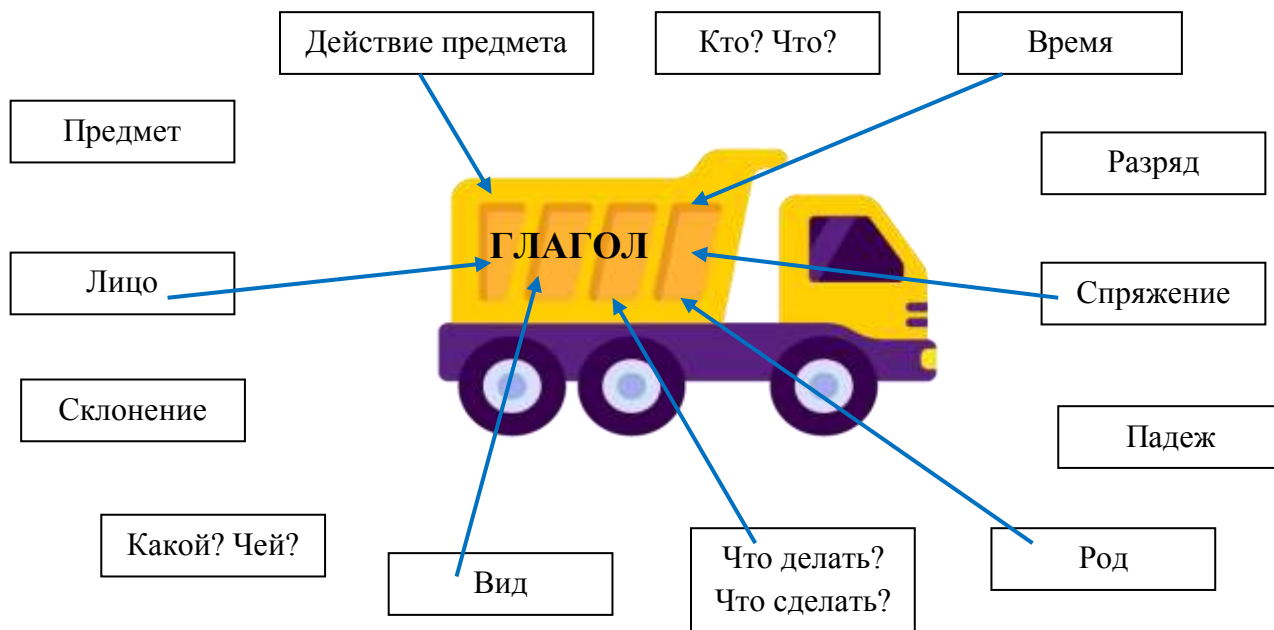 Действие предмета
Кто? Что?
Время
Предмет
Разряд
ГЛАГОЛ
Лицо
Спряжение
Склонение
Падеж
Какой? Чей?
Вид
Что делать?
Что сделать?
Род